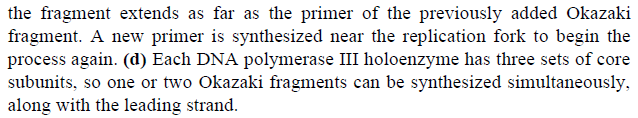 the fragment extends as far as the primer of the previously added Okazaki
fragment. A new primer is synthesized near the replication fork to begin the
process again. (d) Each DNA polymerase III holoenzyme has three sets of core
subunits, so one or two Okazaki fragments can be synthesized simultaneously,
along with the leading strand.